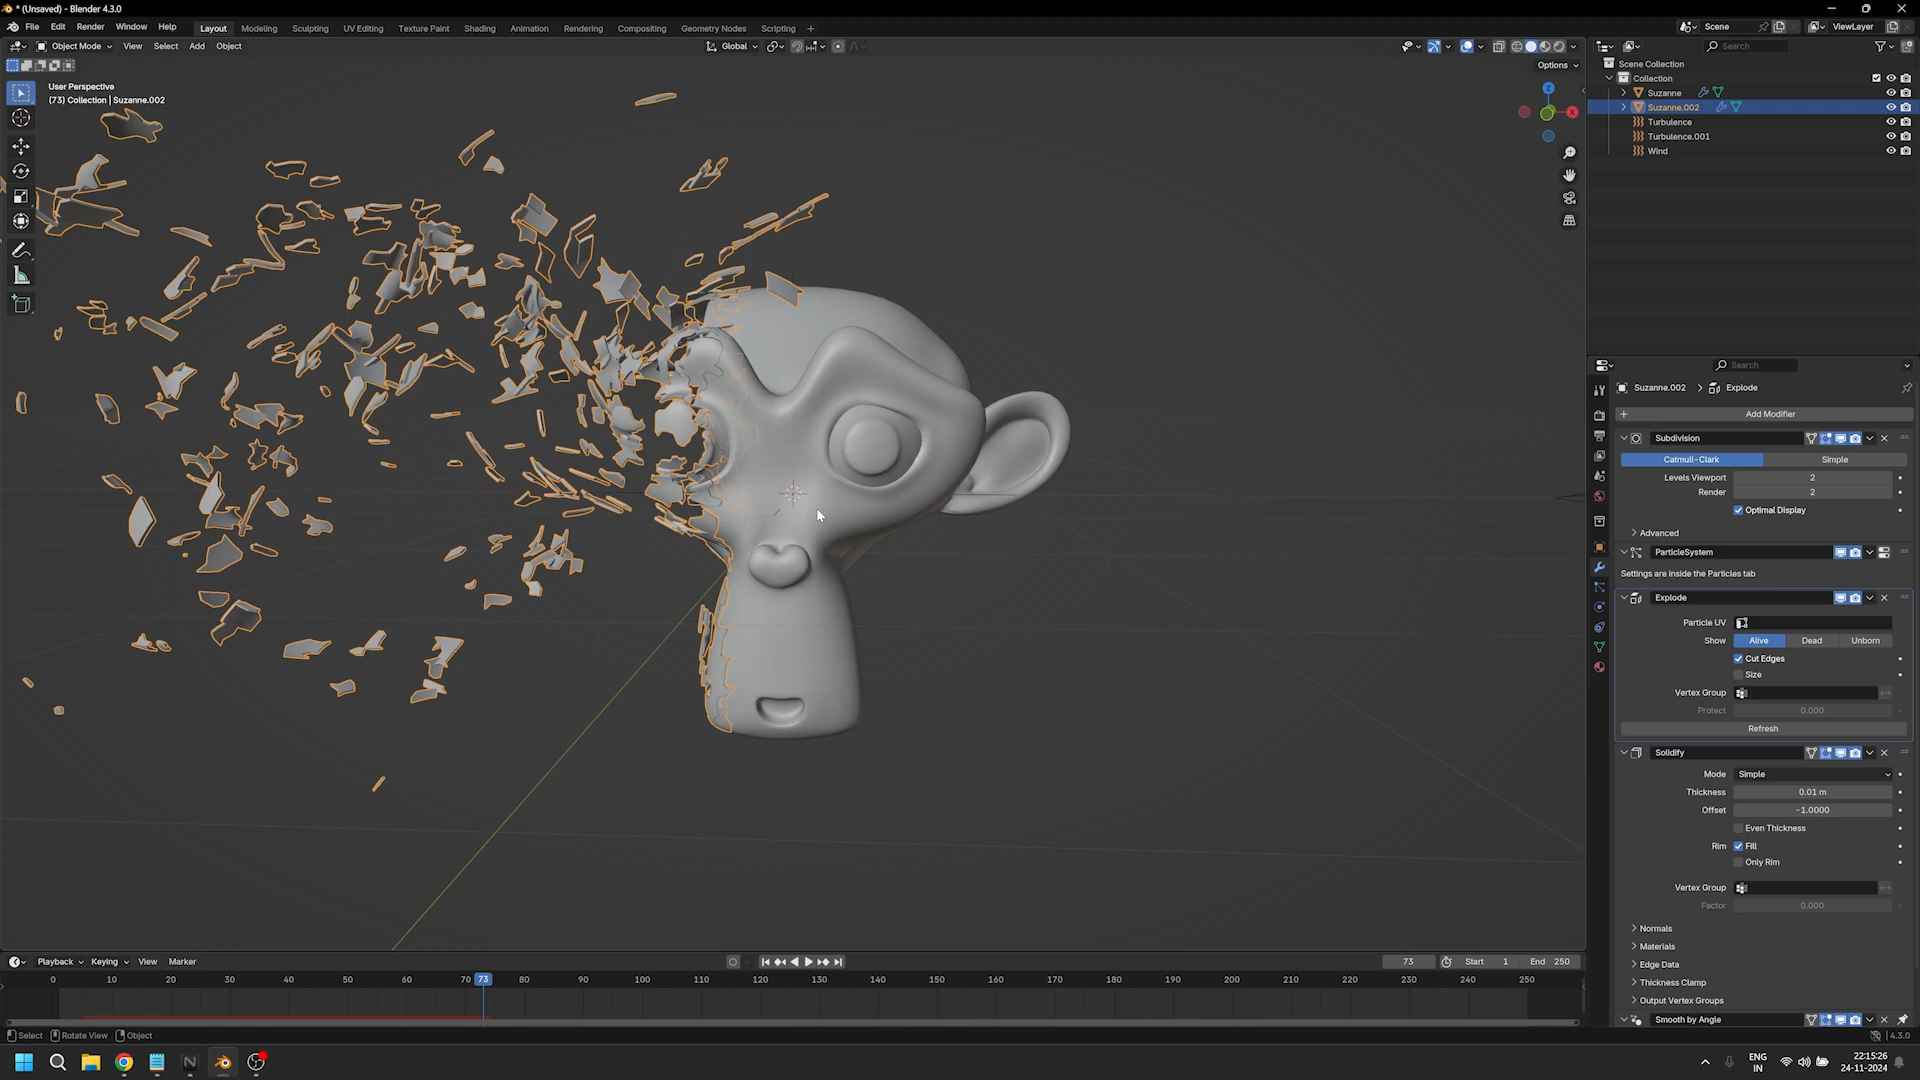 * (Unsaved) - Blender 4.3.0
File Edit Render Window Help Layout Modeling Sculpting UV Editing Texture Paint Shading Animation Rendering Compositing Geometry Nodes Scripting + Scene ViewLayer
Object Mode View Select Add Object Global Search
Options
User Perspective
(73) Collection | Suzanne.002
Z
X
Scene Collection
Collection
Suzanne
Suzanne.002
Turbulence
Turbulence.001
Wind
Search
Suzanne.002 > Explode
+ Add Modifier
Subdivision
Catmull-Clark Simple
Levels Viewport 2
Render 2
Optimal Display
Advanced
ParticleSystem
Settings are inside the Particles tab
Explode
Particle UV
Show Alive Dead Unborn
Cut Edges
Size
Vertex Group
Protect 0.000
Refresh
Solidify
Mode Simple
Thickness 0.01 m
Offset -1.0000
Even Thickness
Rim Fill
Only Rim
Vertex Group
Factor 0.000
Normals
Materials
Edge Data
Thickness Clamp
Output Vertex Groups
Smooth by Angle
Playback Keying View Marker 73 Start 1 End 250
0 10 20 30 40 50 60 70 73 80 90 100 110 120 130 140 150 160 170 180 190 200 210 220 230 240 250
Select Rotate View Object 4.3.0
ENG
IN
22:15:26
24-11-2024